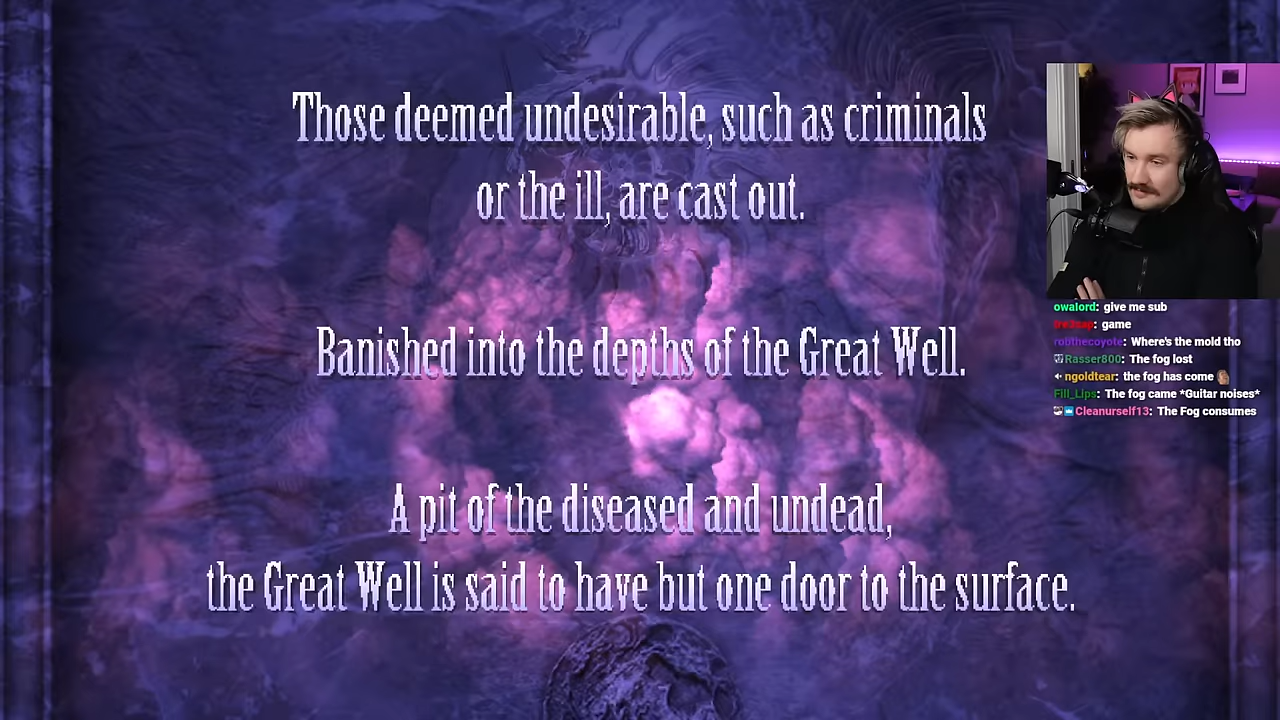 Those deemed undesirable, such as criminals
or the ill, are cast out.
Banished into the depths of the Great Well.
A pit of the diseased and undead,
the Great Well is said to have but one door to the surface.
owalord: give me sub
: game
robthecoyote: Where's the mold tho
Rasser800: The fog lost
ngoldtear: the fog has come
Fill_Lips: The fog came *Guitar noises*
Cleanurself13: The Fog consumes